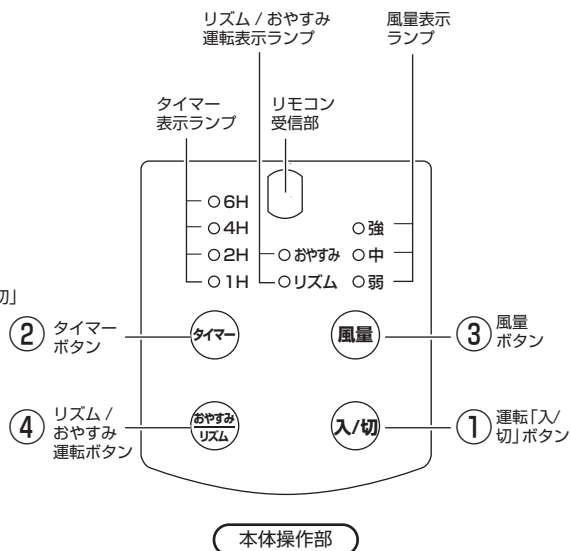 リズム / おやすみ
運転表示ランプ
風量表示
ランプ
タイマー
表示ランプ
リモコン
受信部
6H
4H
2H
1H
おやすみ
リズム
強
中
弱
切」
② タイマー
ボタン
タイマー
風量
③ 風量
ボタン
④ リズム /
おやすみ
運転ボタン
おやすみ
リズム
入/切
① 運転「入/
切」ボタン
本体操作部